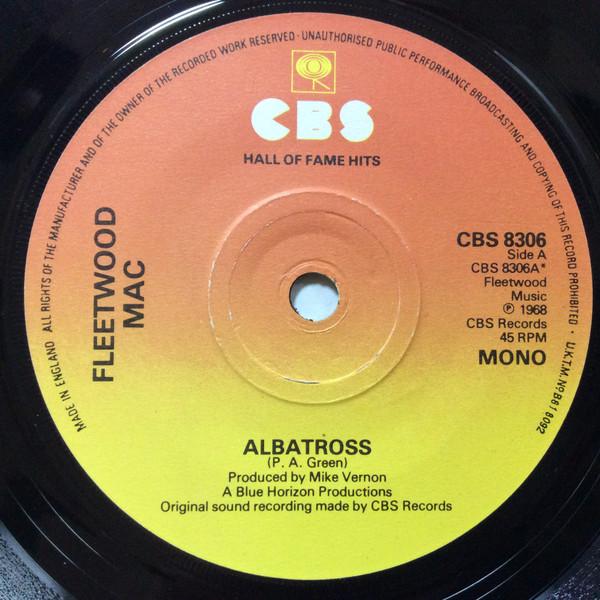 MADE IN ENGLAND ALL RIGHTS OF THE MANUFACTURER AND OF THE OWNER OF THE RECORDED WORK RESERVED · UNAUTHORISED PUBLIC PERFORMANCE BROADCASTING AND COPYING OF THIS RECORD PROHIBITED · U.K.T.M. № B618092
CBS
HALL OF FAME HITS
FLEETWOOD
MAC
CBS 8306
Side A
CBS 8306A*
Fleetwood
Music
℗ 1968
CBS Records
45 RPM
MONO
ALBATROSS
(P. A. Green)
Produced by Mike Vernon
A Blue Horizon Productions
Original sound recording made by CBS Records